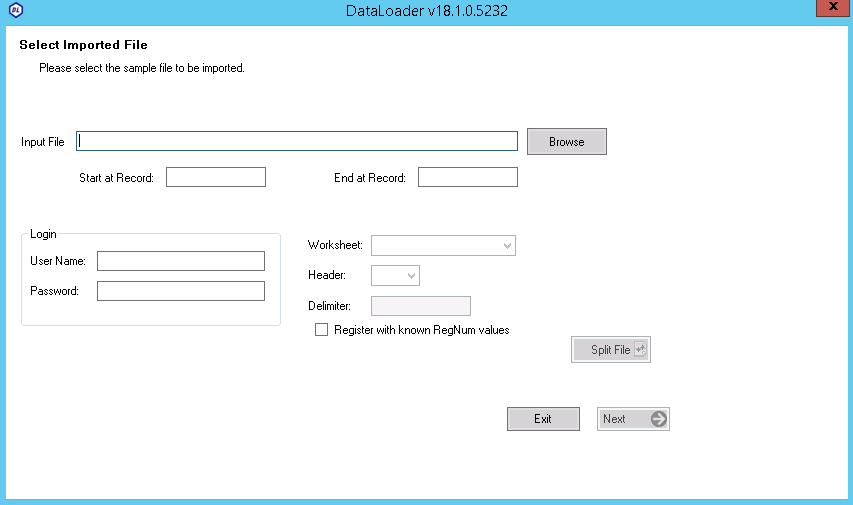 DL
DataLoader v18.1.0.5232
X
Select Imported File
Please select the sample file to be imported.
Input File
Browse
Start at Record:
End at Record:
Login
User Name:
Password:
Worksheet:
Header:
Delimiter:
Register with known RegNum values
Split File
Exit
Next